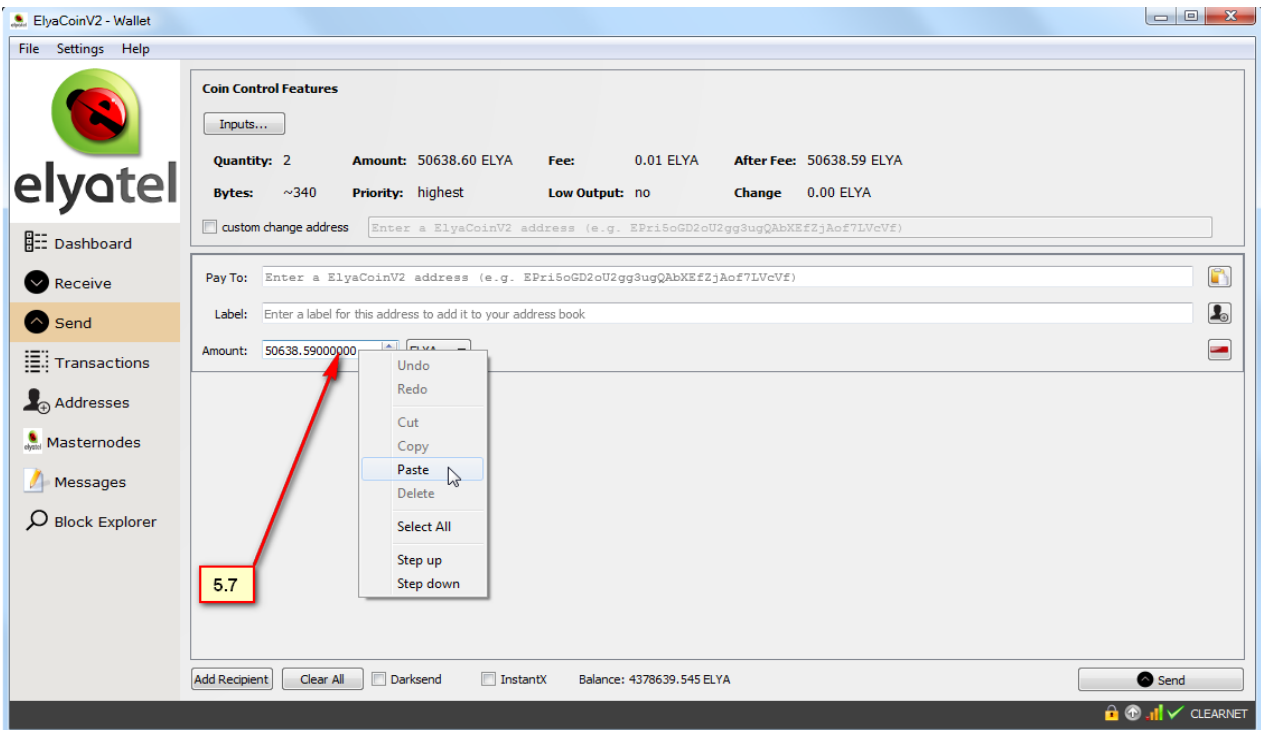 ElyaCoinV2 - Wallet
File Settings Help
elyatel
Dashboard
Receive
Send
Transactions
Addresses
elyatel Masternodes
Messages
Block Explorer
Coin Control Features
Inputs...
Quantity: 2 Amount: 50638.60 ELYA Fee: 0.01 ELYA After Fee: 50638.59 ELYA
Bytes: ~340 Priority: highest Low Output: no Change 0.00 ELYA
custom change address Enter a ElyaCoinV2 address (e.g. EPri5oGD2oU2gg3ugQAbXEfZjAof7LVcVf)
Pay To: Enter a ElyaCoinV2 address (e.g. EPri5oGD2oU2gg3ugQAbXEfZjAof7LVcVf)
Label: Enter a label for this address to add it to your address book
Amount: 50638.59000000 ELYA
Undo
Redo
Cut
Copy
Paste
Delete
Select All
Step up
Step down
5.7
Add Recipient Clear All Darksend InstantX Balance: 4378639.545 ELYA Send
CLEARNET